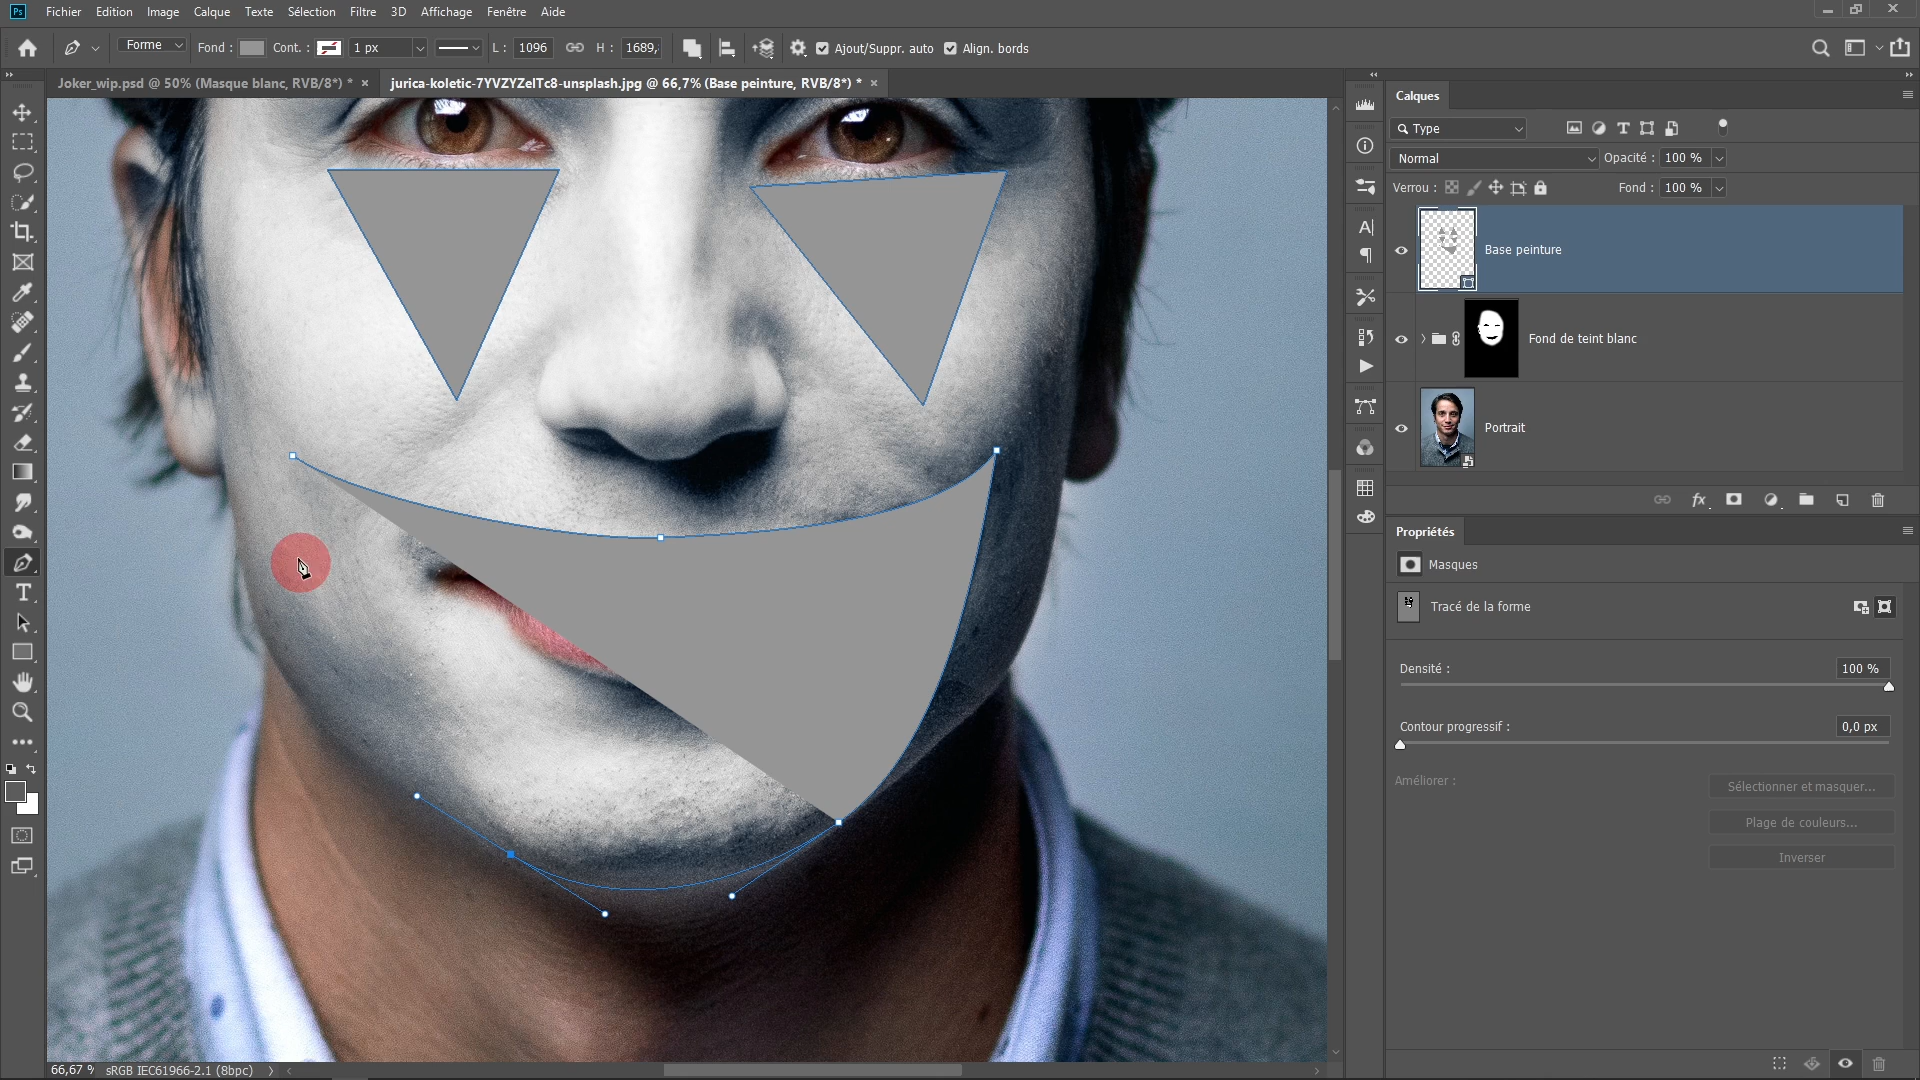 Ps Fichier Edition Image Calque Texte Sélection Filtre 3D Affichage Fenêtre Aide
Forme Fond : Cont. : 1 px L : 1096 H : 1689, Ajout/Suppr. auto Align. bords
Joker_wip.psd @ 50% (Masque blanc, RVB/8*) * jurica-koletic-7YVZYZeITc8-unsplash.jpg @ 66,7% (Base peinture, RVB/8*) *
Calques
Type
Normal Opacité : 100 %
Verrou : Fond : 100 %
Base peinture
Fond de teint blanc
Portrait
fx
Propriétés
Masques
Tracé de la forme
Densité : 100 %
Contour progressif : 0,0 px
Améliorer : Sélectionner et masquer...
Plage de couleurs...
Inverser
66,67 % sRGB IEC61966-2.1 (8bpc)